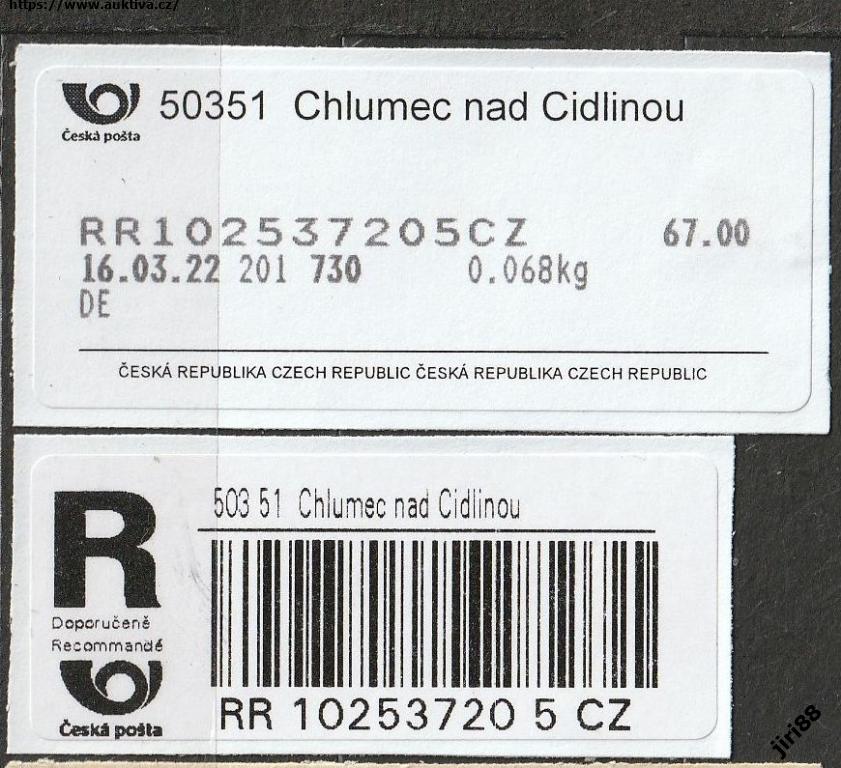 https://www.auktiva.cz/
Česká pošta
50351 Chlumec nad Cidlinou
RR102537205CZ 67.00
16.03.22 201 730 0.068kg
DE
ČESKÁ REPUBLIKA CZECH REPUBLIC ČESKÁ REPUBLIKA CZECH REPUBLIC
503 51 Chlumec nad Cidlinou
R
Doporučeně
Recommandé
Česká pošta
RR 10253720 5 CZ
jiri88